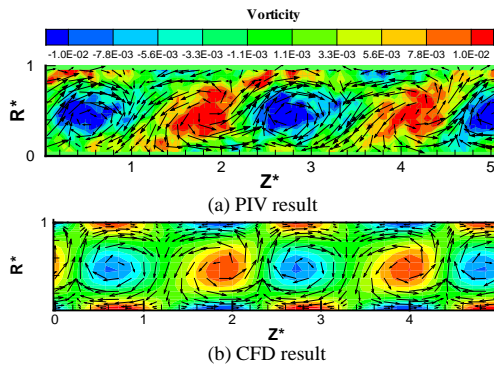 Vorticity
-1.0E-02 -7.8E-03 -5.6E-03 -3.3E-03 -1.1E-03 1.1E-03 3.3E-03 5.6E-03 7.8E-03 1.0E-02
1
R*
0
1 2 3 4 5
Z*
(a) PIV result
1
R*
0 1 2 3 4
Z*
(b) CFD result